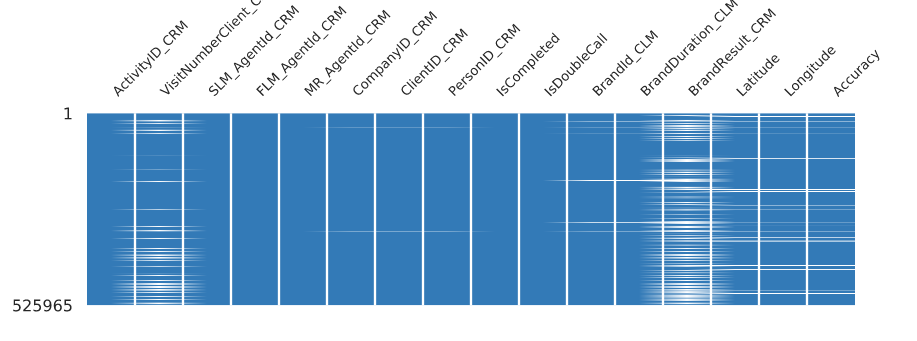 ActivityID_CRM
VisitNumberClient_C
SLM_AgentId_CRM
FLM_AgentId_CRM
MR_AgentId_CRM
CompanyID_CRM
ClientID_CRM
PersonID_CRM
IsCompleted
IsDoubleCall
BrandId_CLM
BrandDuration_CLM
BrandResult_CRM
Latitude
Longitude
Accuracy
1
525965